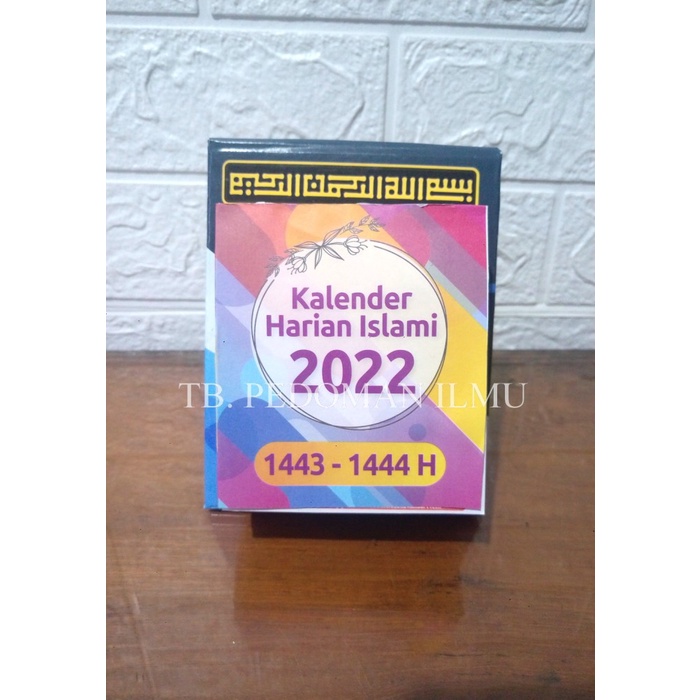 بسم الله الرحمن الرحيم
Kalender
Harian Islami
2022
TB. PEDOMAN ILMU
1443 - 1444 H